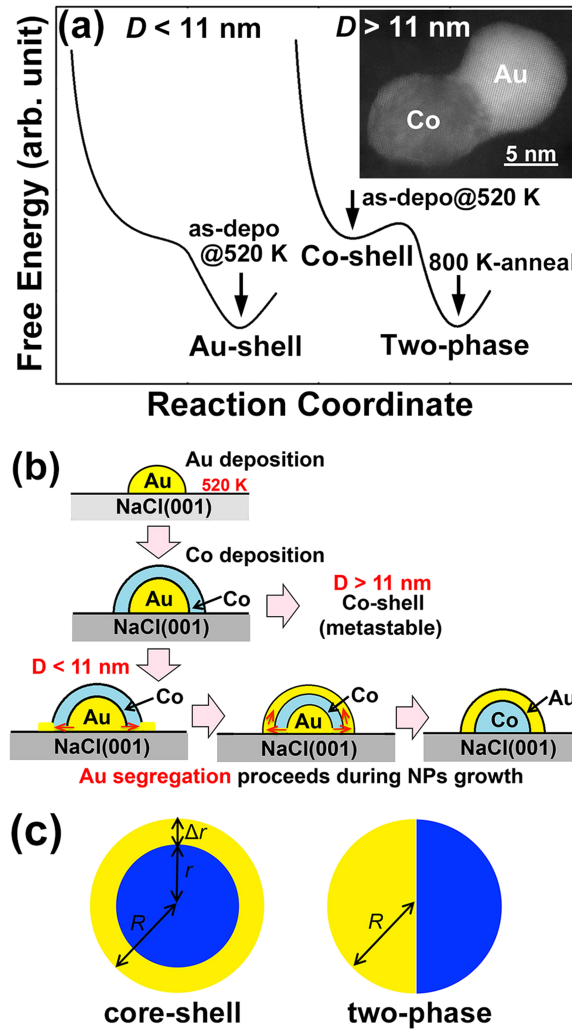 (a) D < 11 nm D > 11 nm
Au
Co
5 nm
Free Energy (arb. unit)
as-depo
@520 K
as-depo@520 K
Co-shell
800 K-anneal
Au-shell
Two-phase
Reaction Coordinate
(b)
Au deposition
Au
520 K
NaCl(001)
Co deposition
Au
Co
NaCl(001)
D > 11 nm
Co-shell
(metastable)
D < 11 nm
Co
Au
NaCl(001)
Co
Au
NaCl(001)
Au
Co
NaCl(001)
Au segregation proceeds during NPs growth
(c)
Δr
r
R
core-shell
R
two-phase